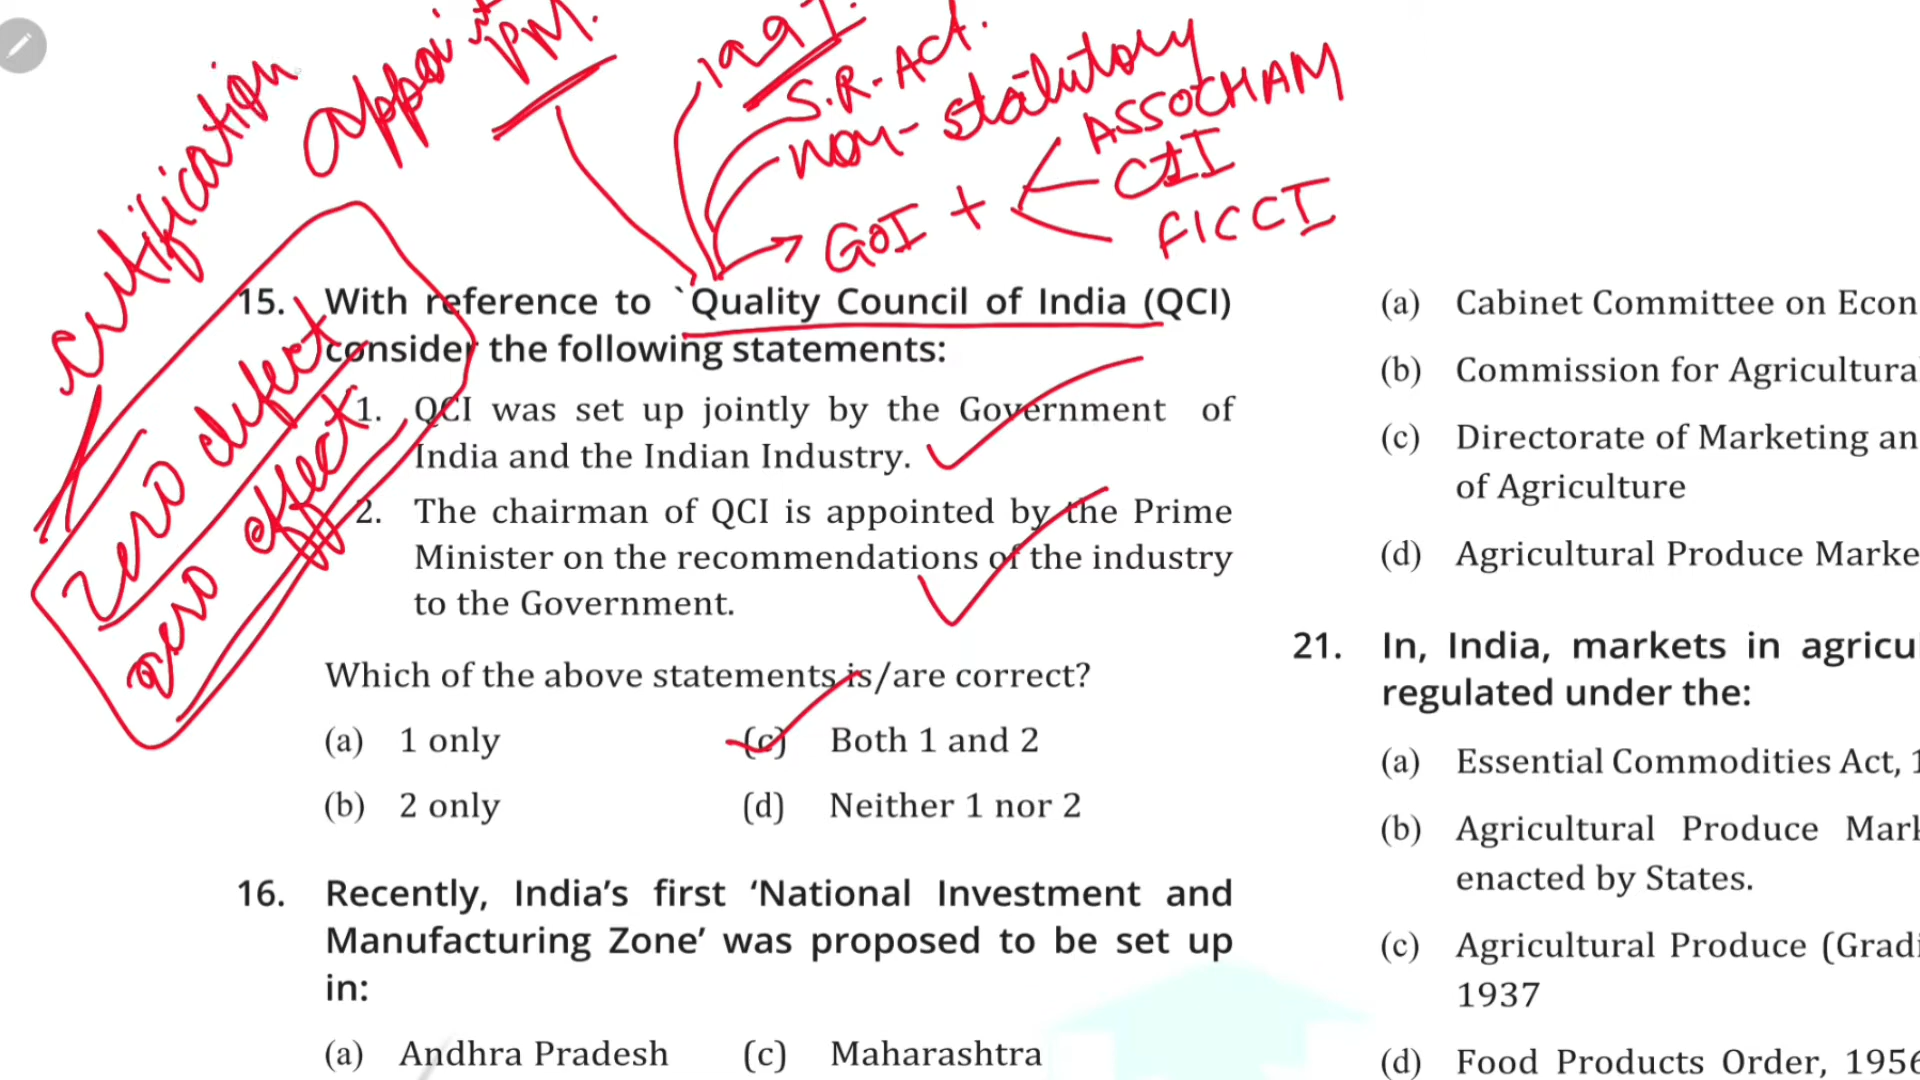 certification
Appoint
PM.
S.R. Act.
non-statutory
GOI +
ASSOCHAM
CII
FICCI
zero defect
zero effect
15. With reference to `Quality Council of India (QCI)
consider the following statements:
1. QCI was set up jointly by the Government of
India and the Indian Industry.
2. The chairman of QCI is appointed by the Prime
Minister on the recommendations of the industry
to the Government.
Which of the above statements is/are correct?
(a) 1 only (c) Both 1 and 2
(b) 2 only (d) Neither 1 nor 2
16. Recently, India’s first ‘National Investment and
Manufacturing Zone’ was proposed to be set up
in:
(a) Andhra Pradesh (c) Maharashtra
(a) Cabinet Committee on Econ
(b) Commission for Agricultura
(c) Directorate of Marketing an
of Agriculture
(d) Agricultural Produce Marke
21. In, India, markets in agricu
regulated under the:
(a) Essential Commodities Act, 1
(b) Agricultural Produce Mark
enacted by States.
(c) Agricultural Produce (Gradi
1937
(d) Food Products Order, 1956